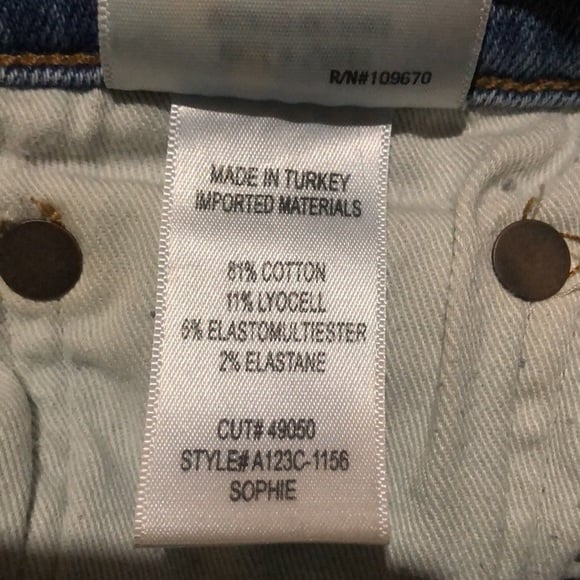 R/N#109670
MADE IN TURKEY
IMPORTED MATERIALS
81% COTTON
11% LYOCELL
6% ELASTOMULTIESTER
2% ELASTANE
CUT# 49050
STYLE# A123C-1156
SOPHIE